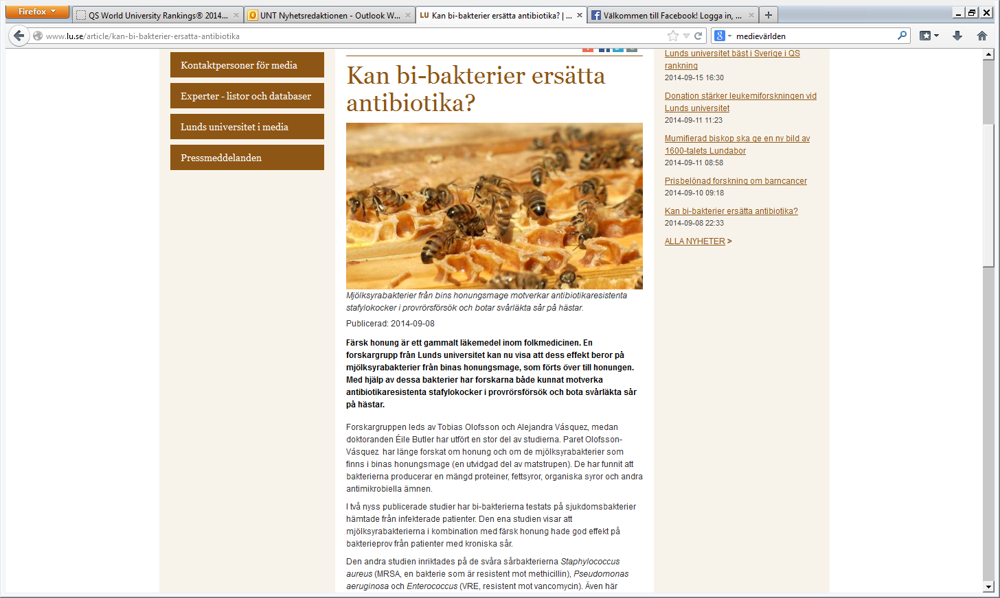 Firefox
QS World University Rankings® 2014...
UNT Nyhetsredaktionen - Outlook W...
LU Kan bi-bakterier ersätta antibiotika? | ...
Välkommen till Facebook! Logga in, ...
www.lu.se/article/kan-bi-bakterier-ersatta-antibiotika
medievärlden
Kontaktpersoner för media
Experter - listor och databaser
Lunds universitet i media
Pressmeddelanden
Kan bi-bakterier ersätta
antibiotika?
Mjölksyrabakterier från bins honungsmage motverkar antibiotikaresistenta
stafylokocker i provrörsförsök och botar svårläkta sår på hästar.
Publicerad: 2014-09-08
Färsk honung är ett gammalt läkemedel inom folkmedicinen. En
forskargrupp från Lunds universitet kan nu visa att dess effekt beror på
mjölksyrabakterier från binas honungsmage, som förts över till honungen.
Med hjälp av dessa bakterier har forskarna både kunnat motverka
antibiotikaresistenta stafylokocker i provrörsförsök och bota svårläkta sår
på hästar.
Forskargruppen leds av Tobias Olofsson och Alejandra Vásquez, medan
doktoranden Éile Butler har utfört en stor del av studierna. Paret Olofsson-
Vásquez har länge forskat om honung och om de mjölksyrabakterier som
finns i binas honungsmage (en utvidgad del av matstrupen). De har funnit att
bakterierna producerar en mängd proteiner, fettsyror, organiska syror och andra
antimikrobiella ämnen.
I två nyss publicerade studier har bi-bakterierna testats på sjukdomsbakterier
hämtade från infekterade patienter. Den ena studien visar att
mjölksyrabakterierna i kombination med färsk honung hade god effekt på
bakterieprov från patienter med kroniska sår.
Den andra studien inriktades på de svåra sårbakterierna Staphylococcus
aureus (MRSA, en bakterie som är resistent mot methicillin), Pseudomonas
aeruginosa och Enterococcus (VRE, resistent mot vancomycin). Även här
Lunds universitet bäst i Sverige i QS
rankning
2014-09-15 16:30
Donation stärker leukemiforskningen vid
Lunds universitet
2014-09-11 11:23
Mumifierad biskop ska ge en ny bild av
1600-talets Lundabor
2014-09-11 08:58
Prisbelönad forskning om barncancer
2014-09-10 09:18
Kan bi-bakterier ersätta antibiotika?
2014-09-08 22:33
ALLA NYHETER >